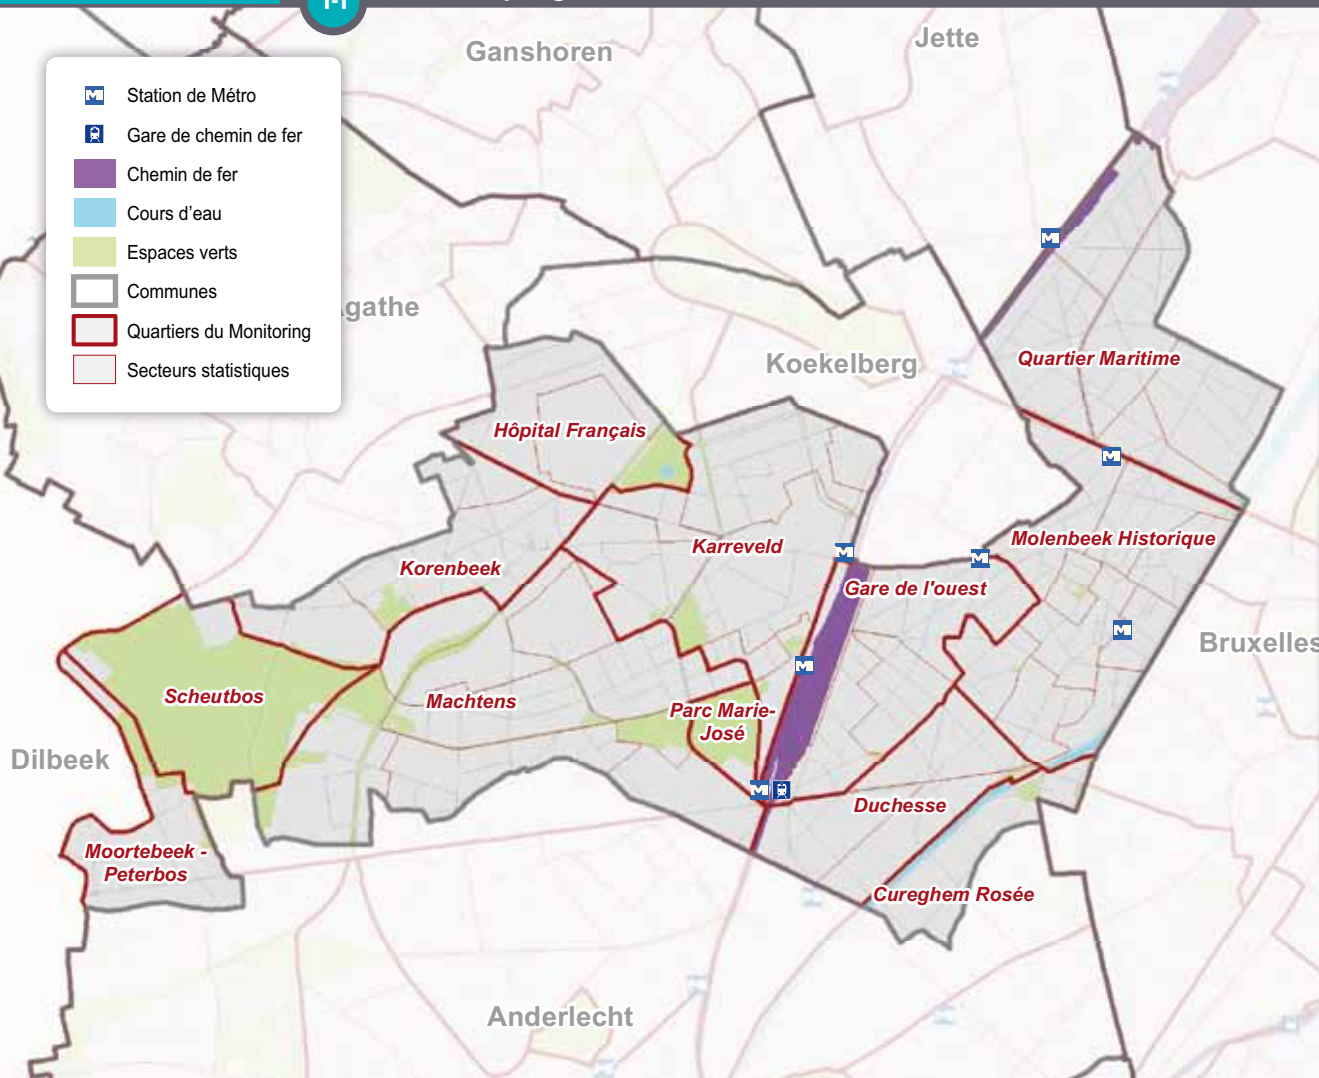 1-1
Ganshoren
Jette
Station de Métro
Gare de chemin de fer
Chemin de fer
Cours d'eau
Espaces verts
Communes
Quartiers du Monitoring
Secteurs statistiques
gathe
Koekelberg
Quartier Maritime
Hôpital Français
Molenbeek Historique
Karreveld
Korenbeek
Gare de l'ouest
Bruxelles
Scheutbos
Machtens
Parc Marie-
José
Dilbeek
Duchesse
Moortebeek -
Peterbos
Cureghem Rosée
Anderlecht